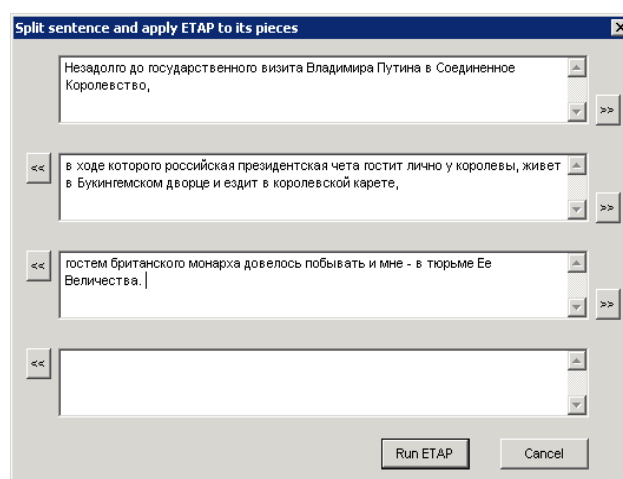 Split sentence and apply ETAP to its pieces
Незадолго до государственного визита Владимира Путина в Соединенное
Королевство,
>>
<<
в ходе которого российская президентская чета гостит лично у королевы, живет
в Букингемском дворце и ездит в королевской карете,
>>
<<
гостем британского монарха довелось побывать и мне - в тюрьме Ее
Величества.
>>
<<
Run ETAP
Cancel